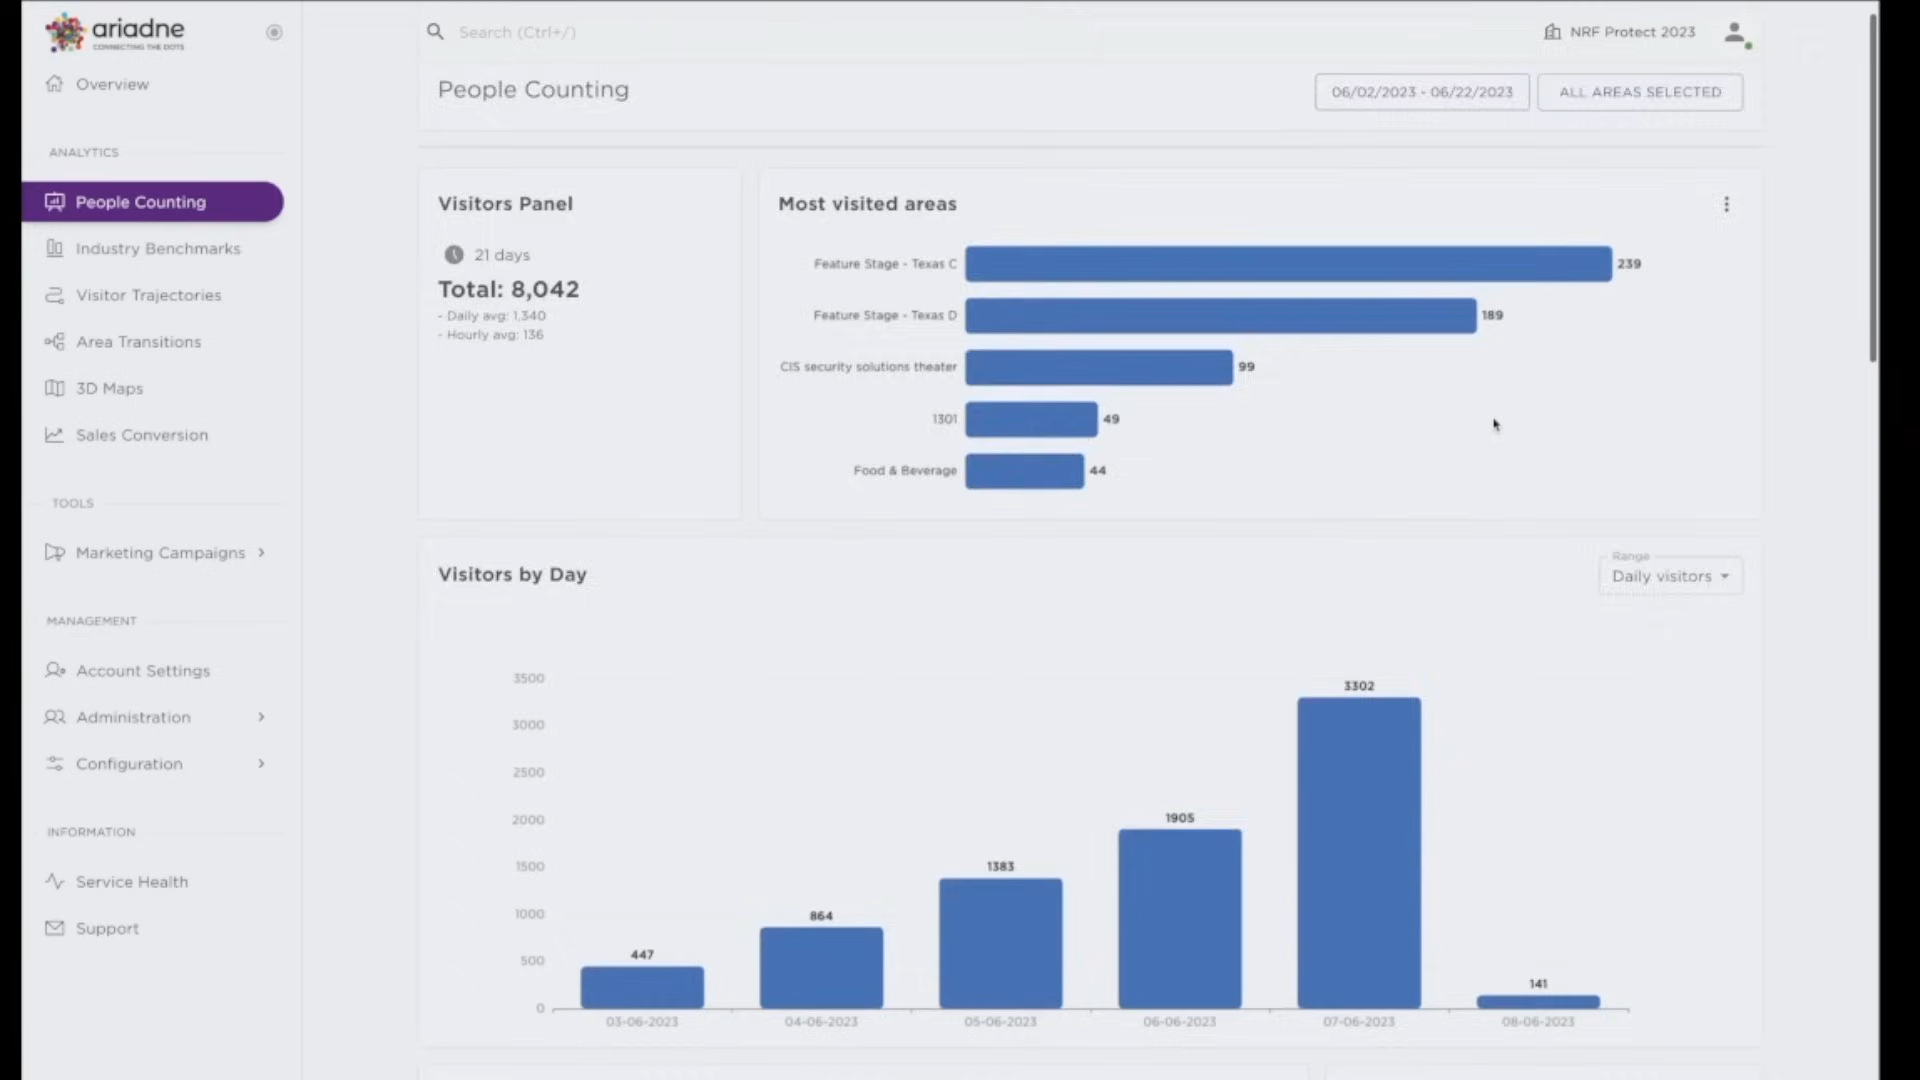 ariadne
CONNECTING THE DOTS
Search (Ctrl+/)
NRF Protect 2023
Overview
People Counting
06/02/2023 - 06/22/2023
ALL AREAS SELECTED
ANALYTICS
People Counting
Industry Benchmarks
Visitor Trajectories
Area Transitions
3D Maps
Sales Conversion
TOOLS
Marketing Campaigns
MANAGEMENT
Account Settings
Administration
Configuration
INFORMATION
Service Health
Support
Visitors Panel
21 days
Total: 8,042
- Daily avg: 1,340
- Hourly avg: 136
Most visited areas
Feature Stage - Texas C 239
Feature Stage - Texas D 189
CIS security solutions theater 99
1301 49
Food & Beverage 44
Visitors by Day
Range
Daily visitors
3500
3000
2500
2000
1500
1000
500
0
447
864
1383
1905
3302
141
03-06-2023
04-06-2023
05-06-2023
06-06-2023
07-06-2023
08-06-2023